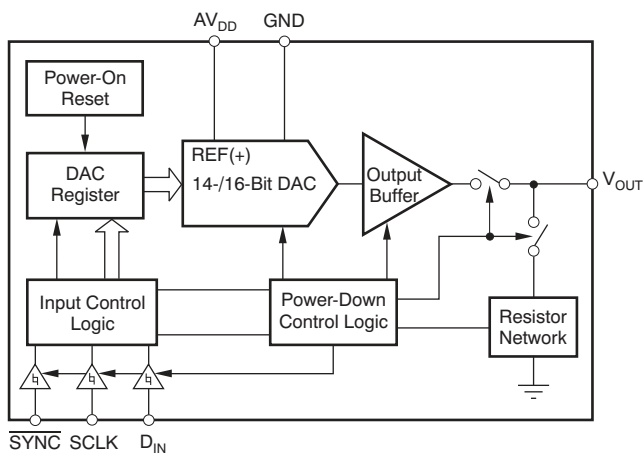 AVDD GND
Power-On
Reset
DAC
Register
REF(+)
14-/16-Bit DAC
Output
Buffer
VOUT
Input Control
Logic
Power-Down
Control Logic
Resistor
Network
SYNC SCLK DIN